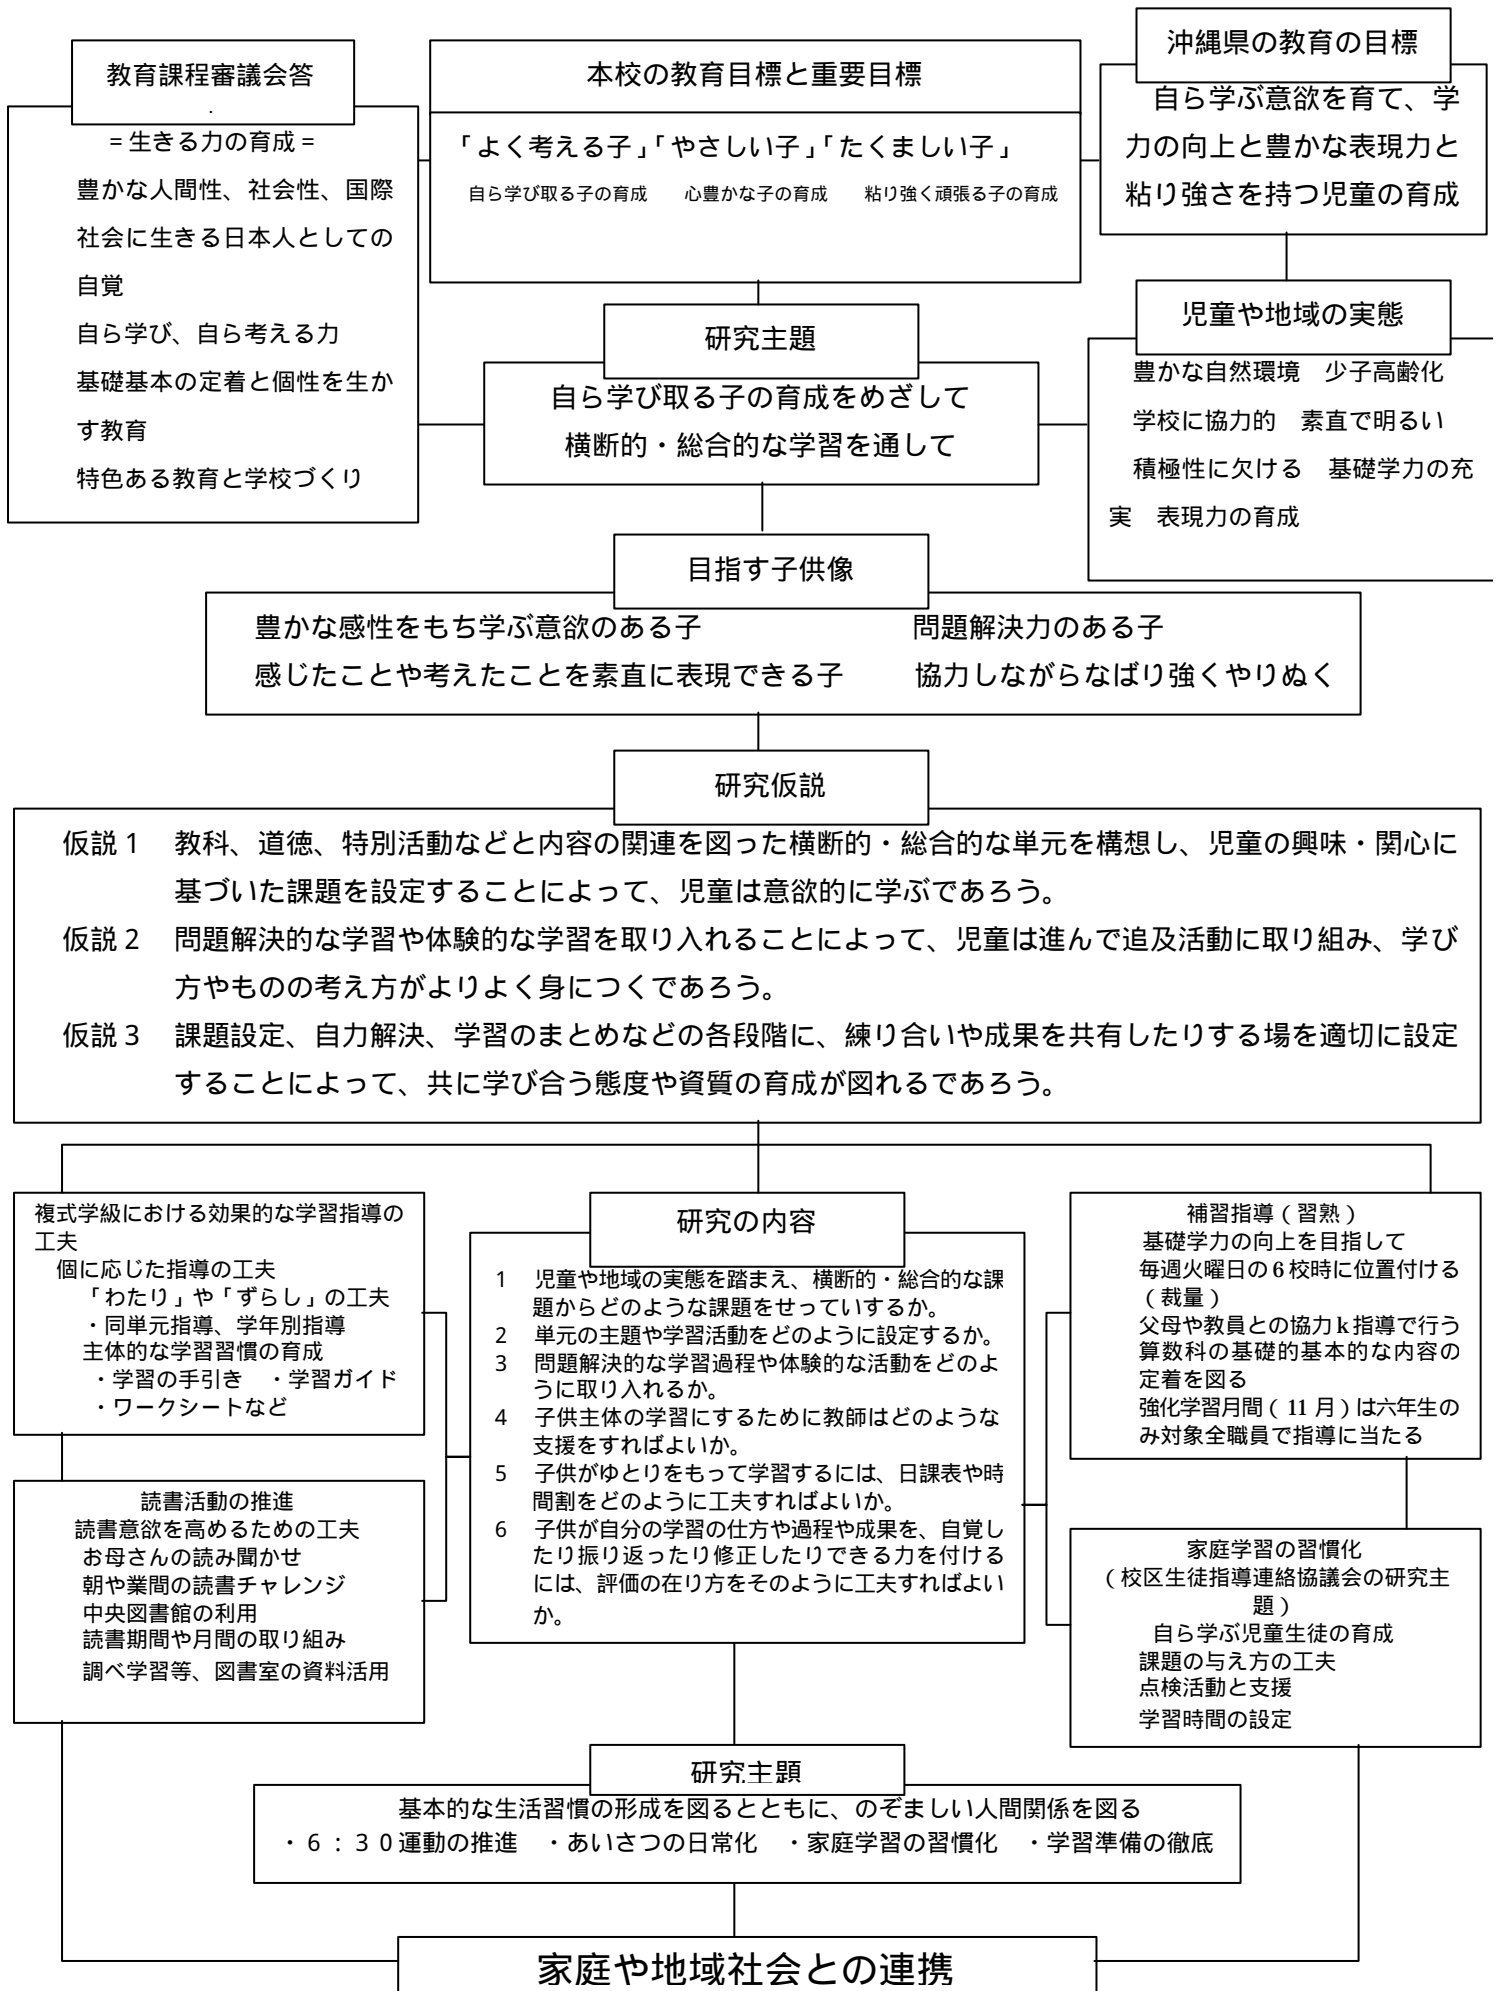 教育課程審議会答
.
=生きる力の育成=
豊かな人間性、社会性、国際
社会に生きる日本人としての
自覚
自ら学び、自ら考える力
基礎基本の定着と個性を生か
す教育
特色ある教育と学校づくり
本校の教育目標と重要目標
「よく考える子」「やさしい子」「たくましい子」
自ら学び取る子の育成　心豊かな子の育成　粘り強く頑張る子の育成
沖縄県の教育の目標
自ら学ぶ意欲を育て、学
力の向上と豊かな表現力と
粘り強さを持つ児童の育成
児童や地域の実態
豊かな自然環境　少子高齢化
学校に協力的　素直で明るい
積極性に欠ける　基礎学力の充
実　表現力の育成
研究主題
自ら学び取る子の育成をめざして
横断的・総合的な学習を通して
目指す子供像
豊かな感性をもち学ぶ意欲のある子　問題解決力のある子
感じたことや考えたことを素直に表現できる子　協力しながらなばり強くやりぬく
研究仮説
仮説１　教科、道徳、特別活動などと内容の関連を図った横断的・総合的な単元を構想し、児童の興味・関心に
基づいた課題を設定することによって、児童は意欲的に学ぶであろう。
仮説２　問題解決的な学習や体験的な学習を取り入れることによって、児童は進んで追及活動に取り組み、学び
方やものの考え方がよりよく身につくであろう。
仮説３　課題設定、自力解決、学習のまとめなどの各段階に、練り合いや成果を共有したりする場を適切に設定
することによって、共に学び合う態度や資質の育成が図れるであろう。
複式学級における効果的な学習指導の
工夫
個に応じた指導の工夫
「わたり」や「ずらし」の工夫
・同単元指導、学年別指導
主体的な学習習慣の育成
・学習の手引き　・学習ガイド
・ワークシートなど
読書活動の推進
読書意欲を高めるための工夫
お母さんの読み聞かせ
朝や業間の読書チャレンジ
中央図書館の利用
読書期間や月間の取り組み
調べ学習等、図書室の資料活用
研究の内容
1　児童や地域の実態を踏まえ、横断的・総合的な課
題からどのような課題をせっていするか。
2　単元の主題や学習活動をどのように設定するか。
3　問題解決的な学習過程や体験的な活動をどのよ
うに取り入れるか。
4　子供主体の学習にするために教師はどのような
支援をすればよいか。
5　子供がゆとりをもって学習するには、日課表や時
間割をどのように工夫すればよいか。
6　子供が自分の学習の仕方や過程や成果を、自覚し
たり振り返ったり修正したりできる力を付ける
には、評価の在り方をそのように工夫すればよい
か。
補習指導（習熟）
基礎学力の向上を目指して
毎週火曜日の6校時に位置付ける
（裁量）
父母や教員との協力k指導で行う
算数科の基礎的基本的な内容の
定着を図る
強化学習月間（11月）は六年生の
み対象全職員で指導に当たる
家庭学習の習慣化
（校区生徒指導連絡協議会の研究主
題）
自ら学ぶ児童生徒の育成
課題の与え方の工夫
点検活動と支援
学習時間の設定
研究主題
基本的な生活習慣の形成を図るとともに、のぞましい人間関係を図る
・６：３０運動の推進　・あいさつの日常化　・家庭学習の習慣化　・学習準備の徹底
家庭や地域社会との連携